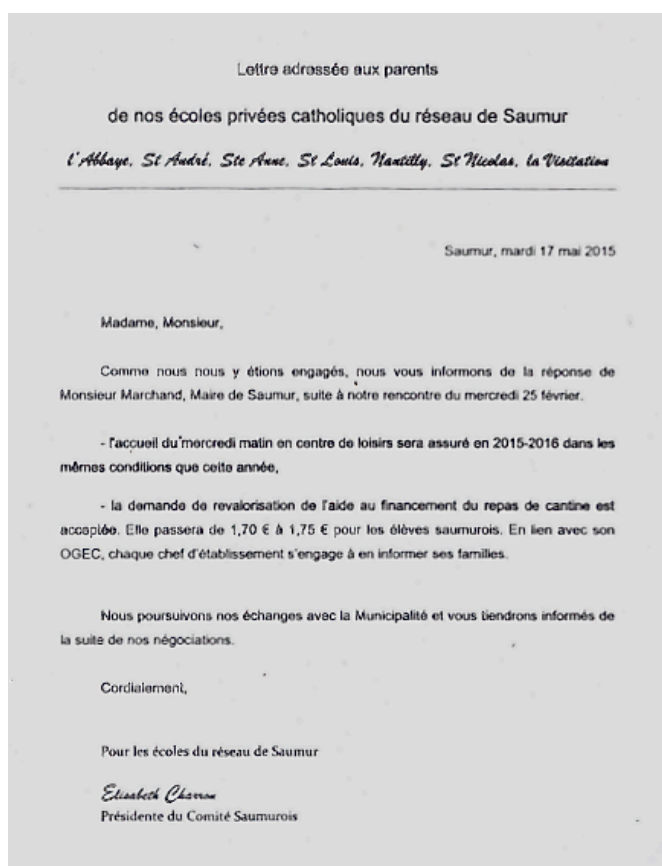 Lettre adressée aux parents
de nos écoles privées catholiques du réseau de Saumur
l'Abbaye, St André, Ste Anne, St Louis, Nantilly, St Nicolas, la Visitation
Saumur, mardi 17 mai 2015
Madame, Monsieur,
Comme nous nous y étions engagés, nous vous informons de la réponse de
Monsieur Marchand, Maire de Saumur, suite à notre rencontre du mercredi 25 février.
- l'accueil du mercredi matin en centre de loisirs sera assuré en 2015-2016 dans les
mêmes conditions que cette année,
- la demande de revalorisation de l'aide au financement du repas de cantine est
acceptée. Elle passera de 1,70 € à 1,75 € pour les élèves saumurois. En lien avec son
OGEC, chaque chef d'établissement s'engage à en informer ses familles.
Nous poursuivons nos échanges avec la Municipalité et vous tiendrons informés de
la suite de nos négociations.
Cordialement,
Pour les écoles du réseau de Saumur
Elisabeth Charron
Présidente du Comité Saumurois